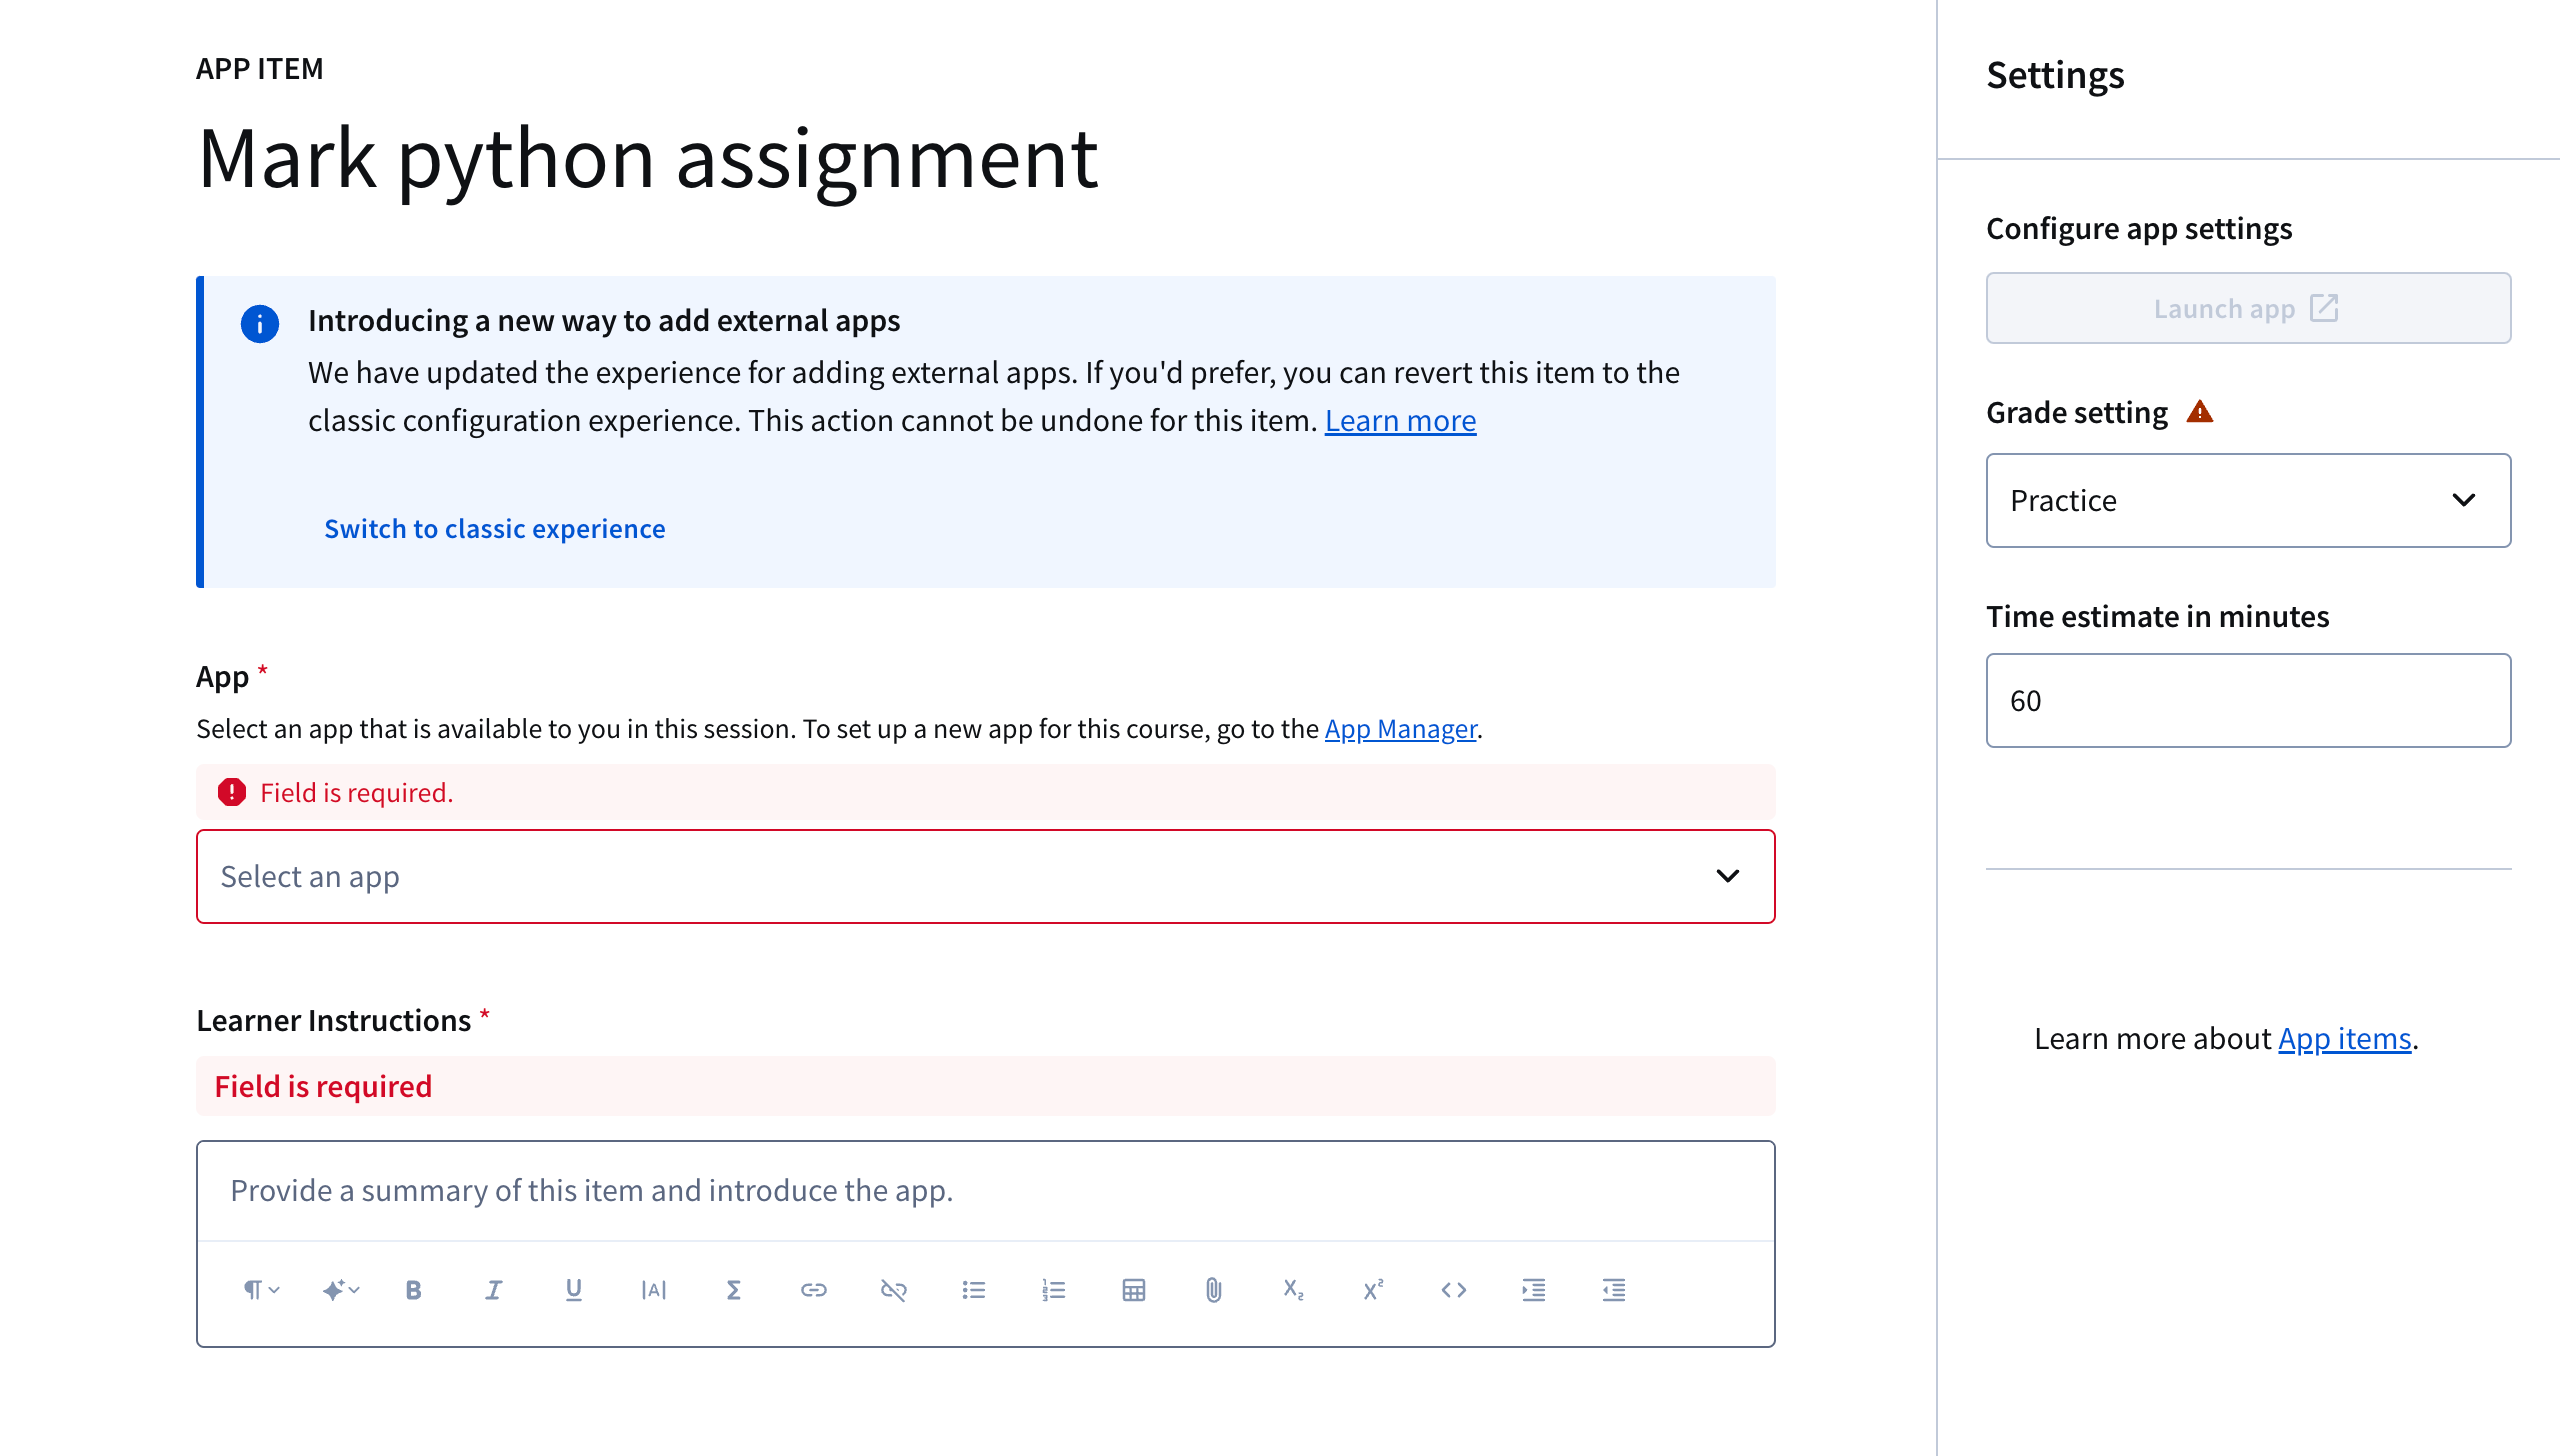 APP ITEM
Mark python assignment
Introducing a new way to add external apps
We have updated the experience for adding external apps. If you'd prefer, you can revert this item to the
classic configuration experience. This action cannot be undone for this item. Learn more
Switch to classic experience
App *
Select an app that is available to you in this session. To set up a new app for this course, go to the App Manager.
Field is required.
Select an app
Learner Instructions *
Field is required
Provide a summary of this item and introduce the app.
Settings
Configure app settings
Launch app
Grade setting
Practice
Time estimate in minutes
60
Learn more about App items.